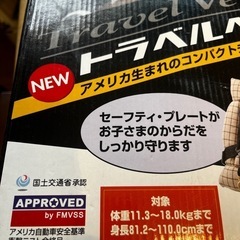 Travel Ve
トラベルベ
NEW
アメリカ生まれのコンパクトチ
セーフティ・プレートが
お子さまのからだを
しっかり守ります
国土交通省承認
APPROVED
by FMVSS
アメリカ自動車安全基準
対象
体重11.3~18.0kgまで
身長81.2~110.0cmまで